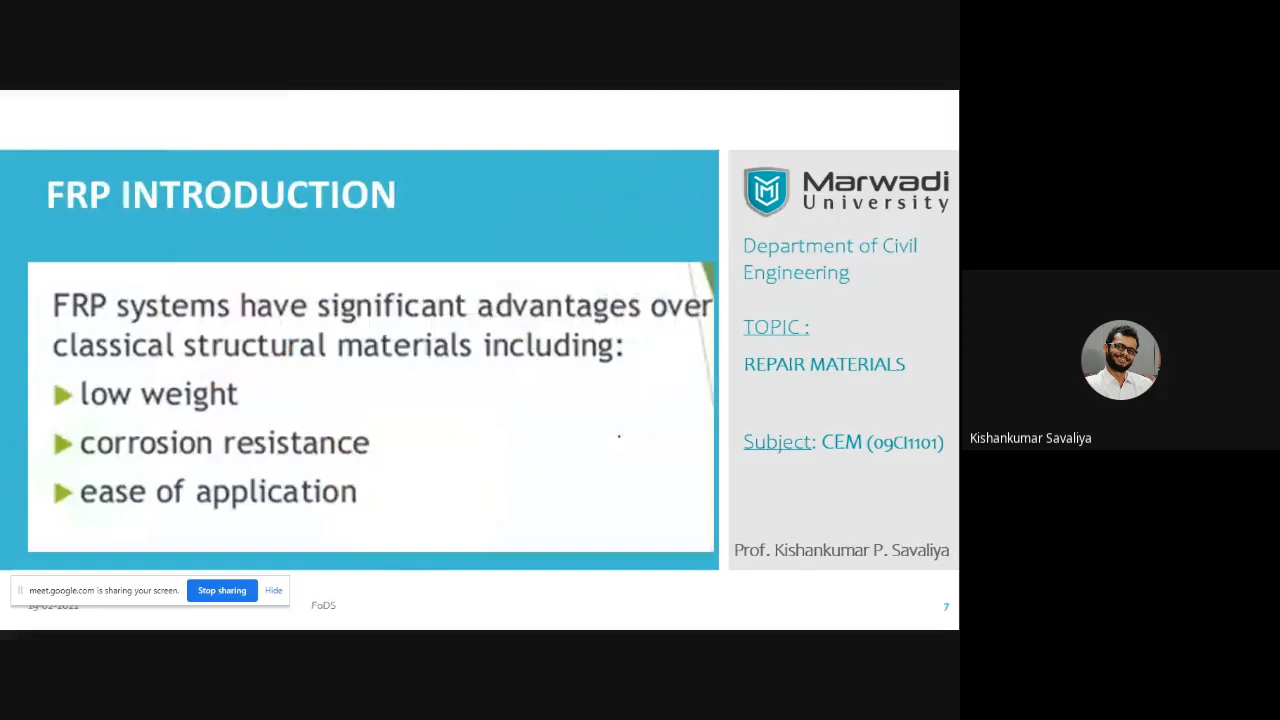 FRP INTRODUCTION
FRP systems have significant advantages over
classical structural materials including:
low weight
corrosion resistance
ease of application
Marwadi
University
Department of Civil
Engineering
TOPIC :
REPAIR MATERIALS
Subject: CEM (09CI1101)
Prof. Kishankumar P. Savaliya
meet.google.com is sharing your screen. Stop sharing Hide
FoDS
7
Kishankumar Savaliya